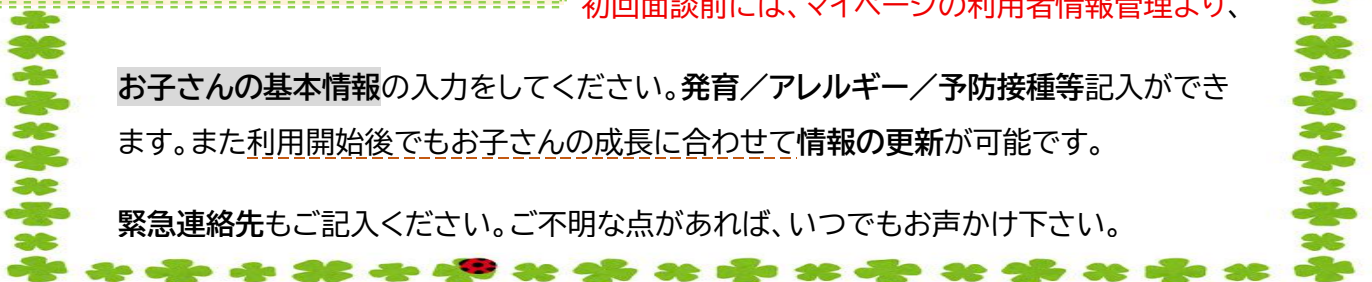 初回面談前には、マイページの利用者情報管理より、
お子さんの基本情報の入力をしてください。発育／アレルギー／予防接種等記入ができ
ます。また利用開始後でもお子さんの成長に合わせて情報の更新が可能です。
緊急連絡先もご記入ください。ご不明な点があれば、いつでもお声かけ下さい。